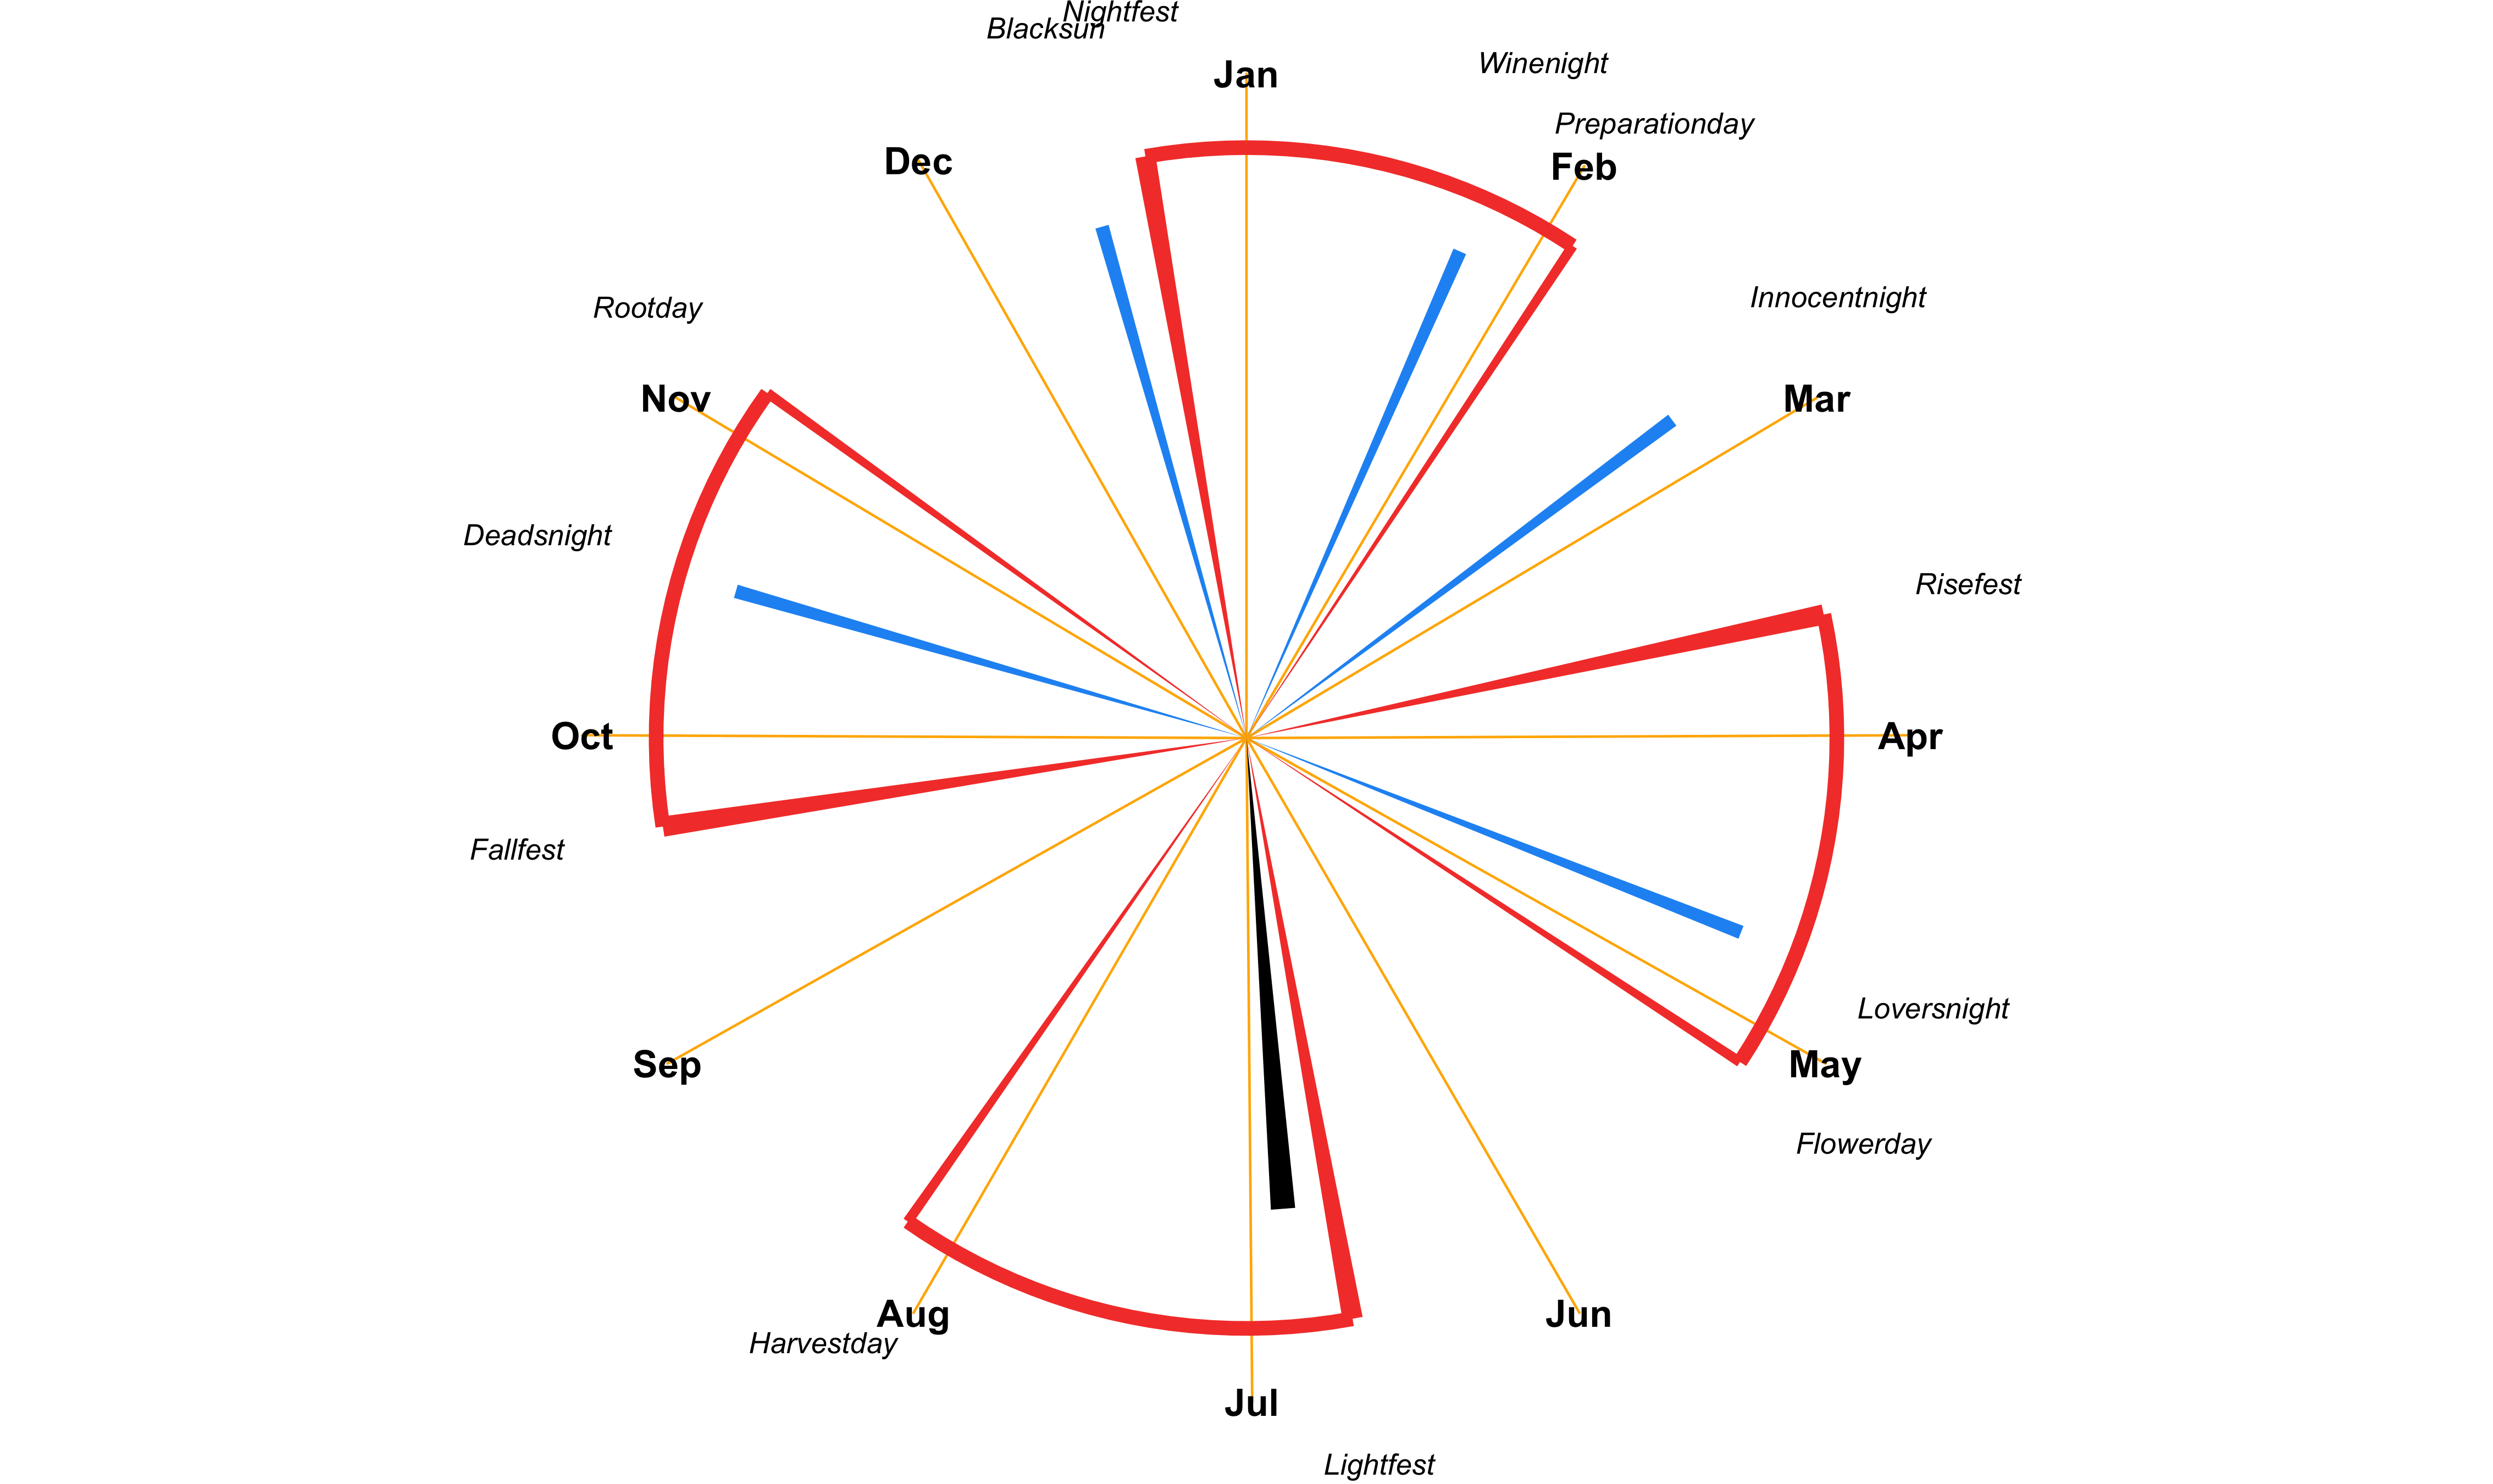 Nightfest
Blacksun
Winenight
Jan
Preparationday
Dec
Feb
Innocentnight
Rootday
Nov
Mar
Deadsnight
Risefest
Oct
Apr
Fallfest
Loversnight
Sep
May
Flowerday
Aug
Jun
Harvestday
Jul
Lightfest